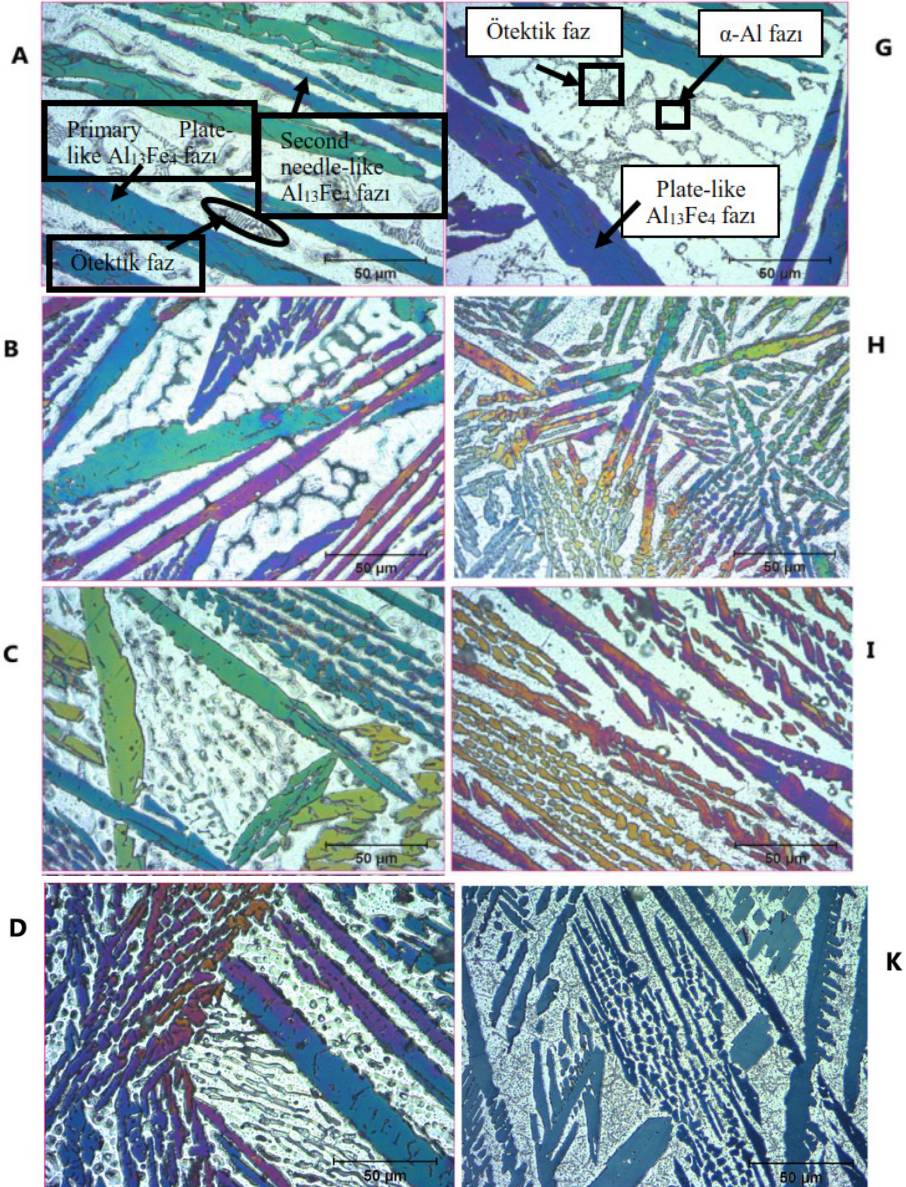 A
Primary Plate-
like Al₁₃Fe₄ fazı
Second
needle-like
Al₁₃Fe₄ fazı
Ötektik faz
50 µm
Ötektik faz
α-Al fazı
G
Plate-like
Al₁₃Fe₄ fazı
50 µm
B
50 µm
H
50 µm
C
50 µm
I
50 µm
D
50 µm
K
50 µm